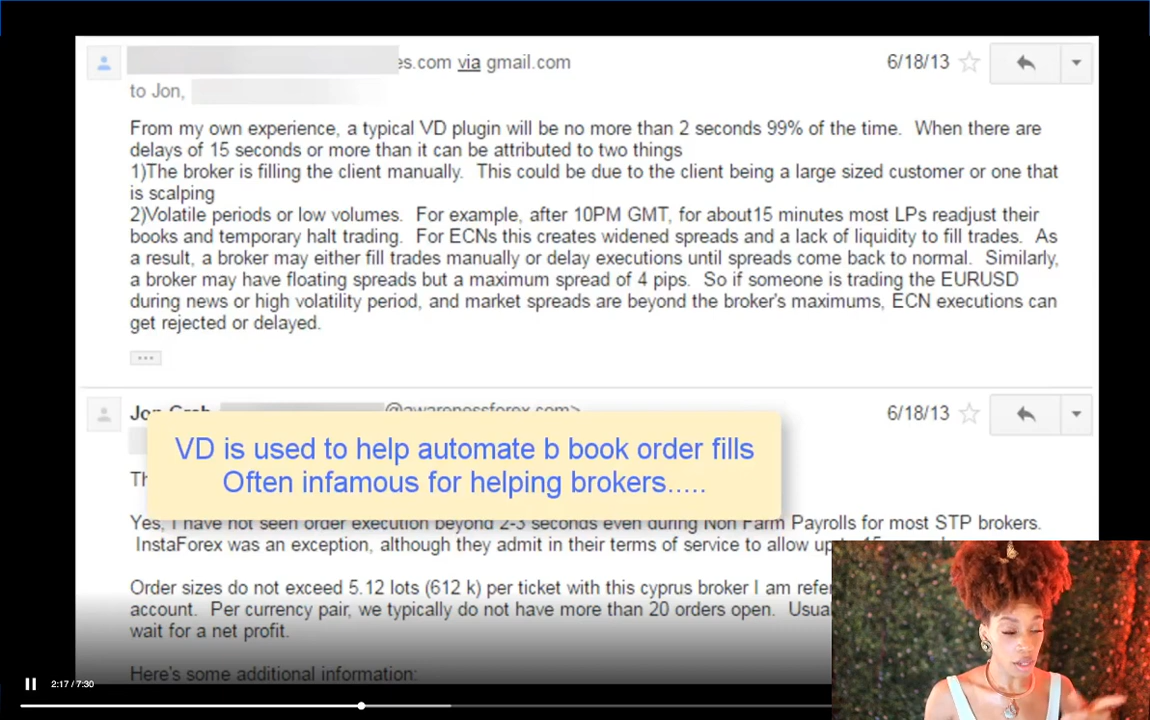 es.com via gmail.com
6/18/13
to Jon,
From my own experience, a typical VD plugin will be no more than 2 seconds 99% of the time.  When there are
delays of 15 seconds or more than it can be attributed to two things
1)The broker is filling the client manually.  This could be due to the client being a large sized customer or one that
is scalping
2)Volatile periods or low volumes.  For example, after 10PM GMT, for about15 minutes most LPs readjust their
books and temporary halt trading.  For ECNs this creates widened spreads and a lack of liquidity to fill trades.  As
a result, a broker may either fill trades manually or delay executions until spreads come back to normal.  Similarly,
a broker may have floating spreads but a maximum spread of 4 pips.  So if someone is trading the EURUSD
during news or high volatility period, and market spreads are beyond the broker's maximums, ECN executions can
get rejected or delayed.
@awarenessforex.com>
6/18/13
VD is used to help automate b book order fills
Often infamous for helping brokers.....
Yes, I have not seen order execution beyond 2-3 seconds even during Non Farm Payrolls for most STP brokers.
InstaForex was an exception, although they admit in their terms of service to allow
Order sizes do not exceed 5.12 lots (612 k) per ticket with this cyprus broker I am
account.  Per currency pair, we typically do not have more than 20 orders open.
wait for a net profit.
Here's some additional information:
2:17 / 7:30